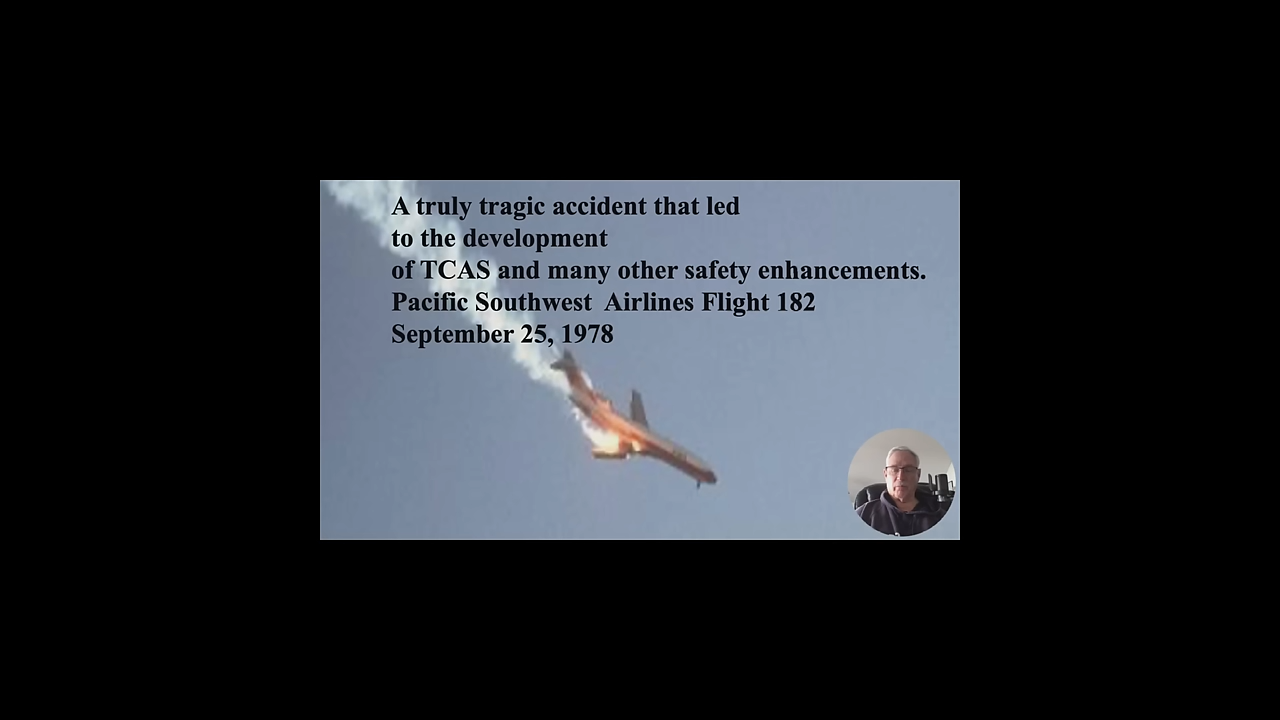 A truly tragic accident that led
to the development
of TCAS and many other safety enhancements.
Pacific Southwest  Airlines Flight 182
September 25, 1978